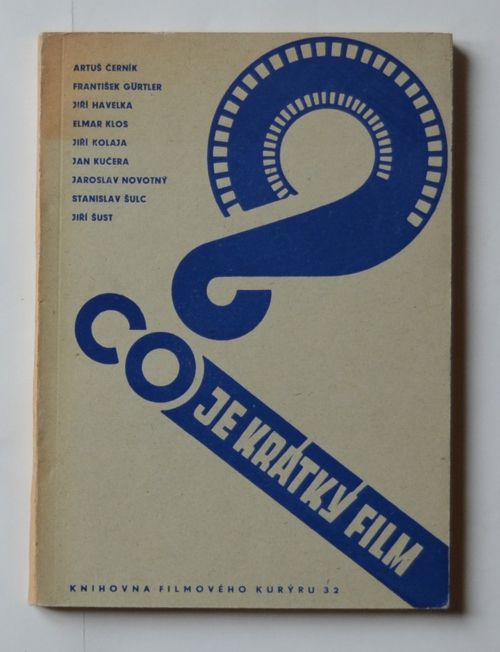 ARTUŠ ČERNÍK
FRANTIŠEK GÜRTLER
JIŘÍ HAVELKA
ELMAR KLOS
JIŘÍ KOLAJA
JAN KUČERA
JAROSLAV NOVOTNÝ
STANISLAV ŠULC
JIŘÍ ŠUST
?
CO
JE KRÁTKÝ FILM
KNIHOVNA FILMOVÉHO KURÝRU 32